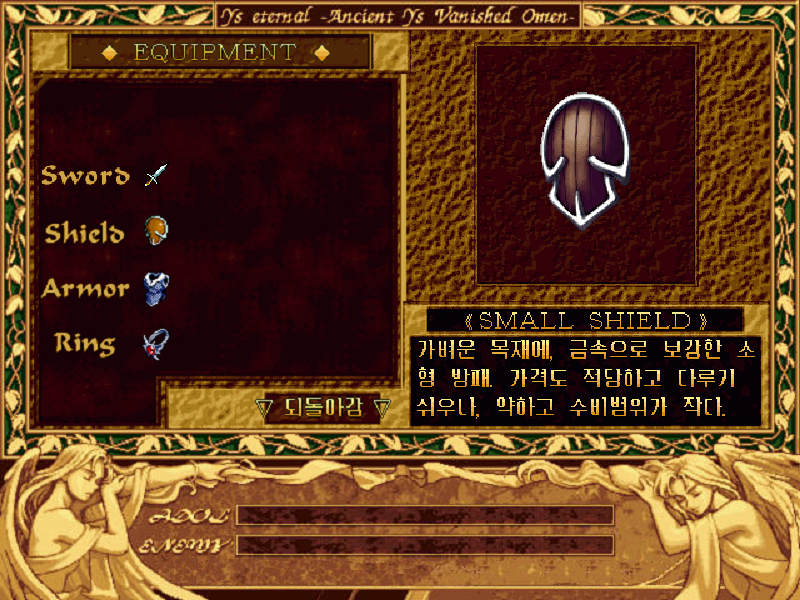 Ys eternal -Ancient Ys Vanished Omen-
EQUIPMENT
Sword
Shield
Armor
Ring
▽ 되돌아감 ▽
《SMALL SHIELD》
가벼운 목재에, 금속으로 보강한 소
형 방패. 가격도 적당하고 다루기
쉬우나, 약하고 수비범위가 작다.
ADOL
ENEMY